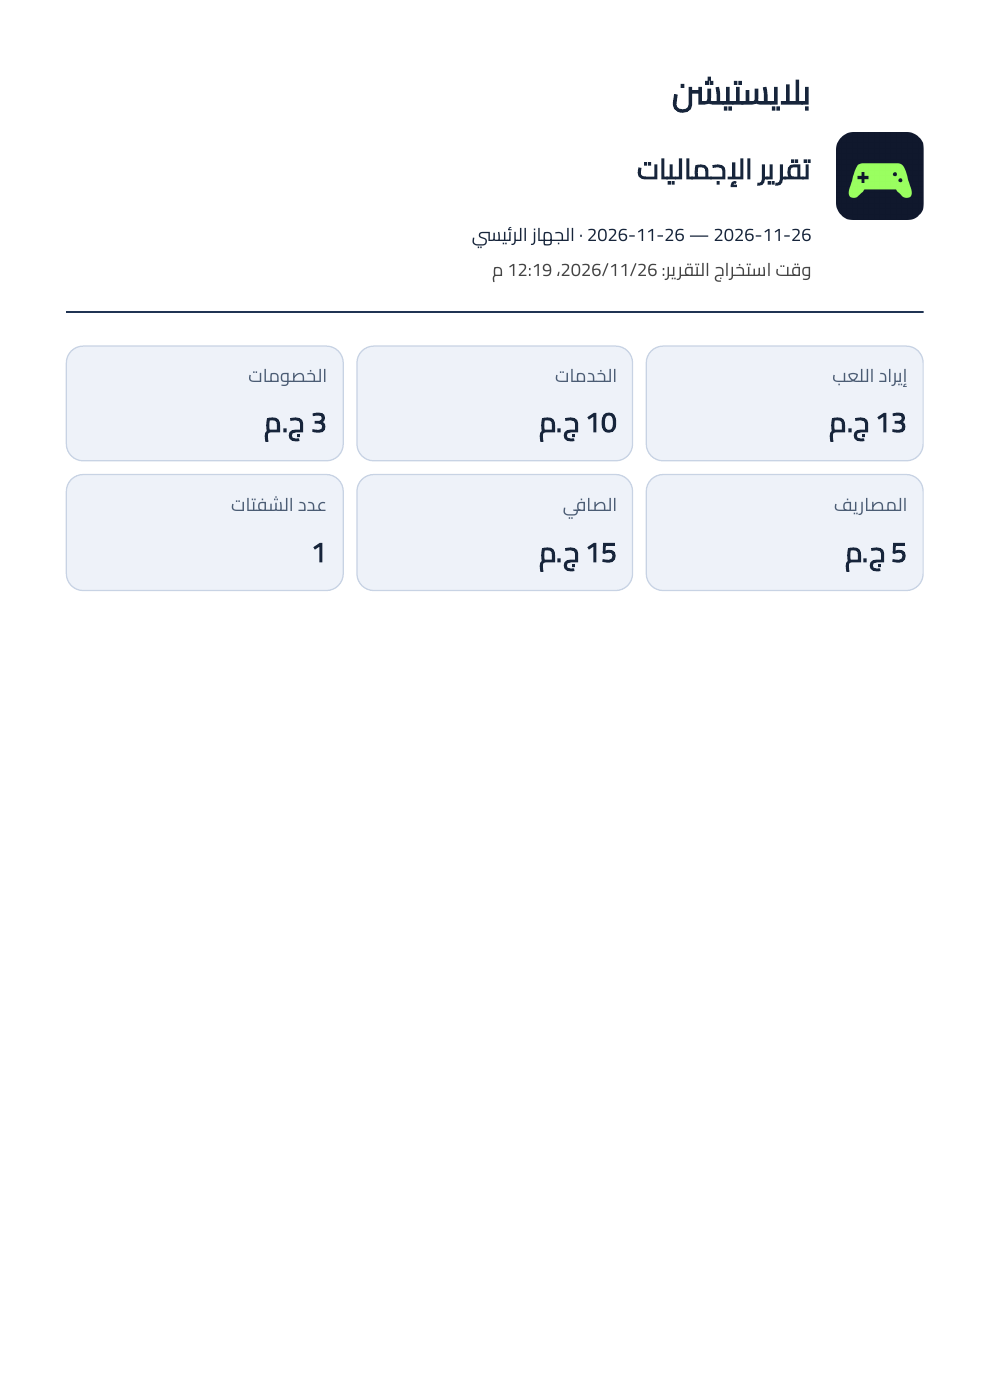 بلايستيشن
تقرير الإجماليات
2026-11-26 — 2026-11-26 · الجهاز الرئيسي
وقت استخراج التقرير: 2026/11/26، 12:19 م
إيراد اللعب
13 ج.م
الخدمات
10 ج.م
الخصومات
3 ج.م
المصاريف
5 ج.م
الصافي
15 ج.م
عدد الشفتات
1